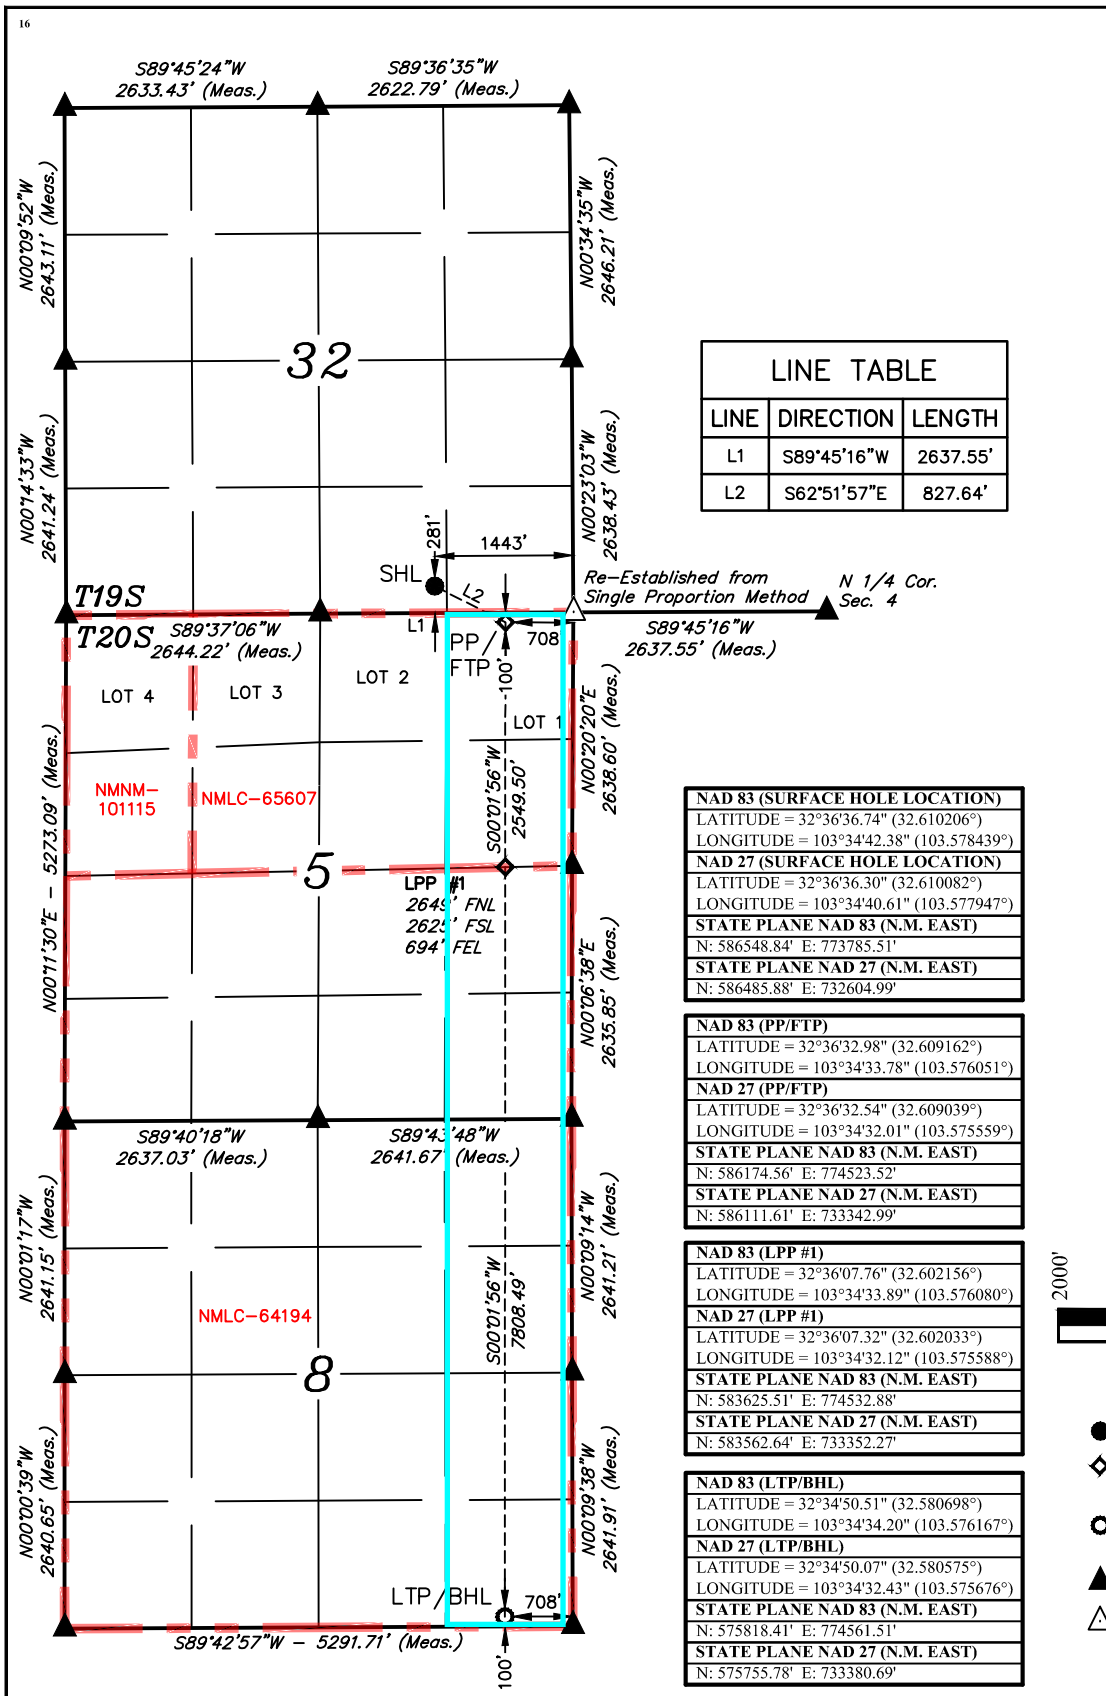 16
S89°45'24"W
2633.43' (Meas.)
S89°36'35"W
2622.79' (Meas.)
N00°09'52"W
2643.11' (Meas.)
N00°34'35"W
2646.21' (Meas.)
32
N00°14'33"W
2641.24' (Meas.)
N00°23'03"W
2638.43' (Meas.)
LINE TABLE
LINE DIRECTION LENGTH
L1 S89°45'16"W 2637.55'
L2 S62°51'57"E 827.64'
281'
1443'
SHL
L2
Re-Established from
Single Proportion Method
N 1/4 Cor.
Sec. 4
T19S
T20S
S89°37'06"W
2644.22' (Meas.)
L1
PP/
FTP
708'
100'
S89°45'16"W
2637.55' (Meas.)
LOT 4
LOT 3
LOT 2
LOT 1
N00°20'20"E
2638.60' (Meas.)
N00°11'30"E - 5273.09' (Meas.)
NMNM-
101115
NMLC-65607
S00°01'56"W
2549.50'
5
LPP #1
2649' FNL
2625' FSL
694' FEL
N00°06'38"E
2635.85' (Meas.)
S89°40'18"W
2637.03' (Meas.)
S89°43'48"W
2641.67' (Meas.)
N00°01'17"W
2641.15' (Meas.)
N00°09'14"W
2641.21' (Meas.)
S00°01'56"W
7808.49'
NMLC-64194
8
N00°00'39"W
2640.65' (Meas.)
N00°09'38"W
2641.91' (Meas.)
LTP/BHL
708'
S89°42'57"W - 5291.71' (Meas.)
100'
NAD 83 (SURFACE HOLE LOCATION)
LATITUDE = 32°36'36.74" (32.610206°)
LONGITUDE = 103°34'42.38" (103.578439°)
NAD 27 (SURFACE HOLE LOCATION)
LATITUDE = 32°36'36.30" (32.610082°)
LONGITUDE = 103°34'40.61" (103.577947°)
STATE PLANE NAD 83 (N.M. EAST)
N: 586548.84' E: 773785.51'
STATE PLANE NAD 27 (N.M. EAST)
N: 586485.88' E: 732604.99'
NAD 83 (PP/FTP)
LATITUDE = 32°36'32.98" (32.609162°)
LONGITUDE = 103°34'33.78" (103.576051°)
NAD 27 (PP/FTP)
LATITUDE = 32°36'32.54" (32.609039°)
LONGITUDE = 103°34'32.01" (103.575559°)
STATE PLANE NAD 83 (N.M. EAST)
N: 586174.56' E: 774523.52'
STATE PLANE NAD 27 (N.M. EAST)
N: 586111.61' E: 733342.99'
NAD 83 (LPP #1)
LATITUDE = 32°36'07.76" (32.602156°)
LONGITUDE = 103°34'33.89" (103.576080°)
NAD 27 (LPP #1)
LATITUDE = 32°36'07.32" (32.602033°)
LONGITUDE = 103°34'32.12" (103.575588°)
STATE PLANE NAD 83 (N.M. EAST)
N: 583625.51' E: 774532.88'
STATE PLANE NAD 27 (N.M. EAST)
N: 583562.64' E: 733352.27'
NAD 83 (LTP/BHL)
LATITUDE = 32°34'50.51" (32.580698°)
LONGITUDE = 103°34'34.20" (103.576167°)
NAD 27 (LTP/BHL)
LATITUDE = 32°34'50.07" (32.580575°)
LONGITUDE = 103°34'32.43" (103.575676°)
STATE PLANE NAD 83 (N.M. EAST)
N: 575818.41' E: 774561.51'
STATE PLANE NAD 27 (N.M. EAST)
N: 575755.78' E: 733380.69'
2000'